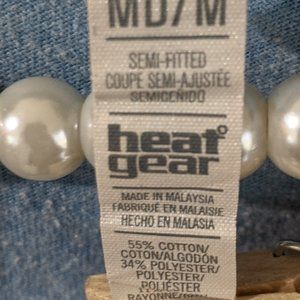 MD/M
SEMI-FITTED
COUPE SEMI-AJUSTÉE
SEMICEÑIDO
heat
gear
MADE IN MALAYSIA
FABRIQUÉ EN MALAISIE
HECHO EN MALASIA
55% COTTON/
COTON/ALGODÓN
34% POLYESTER/
POLYESTER/
POLIÉSTER